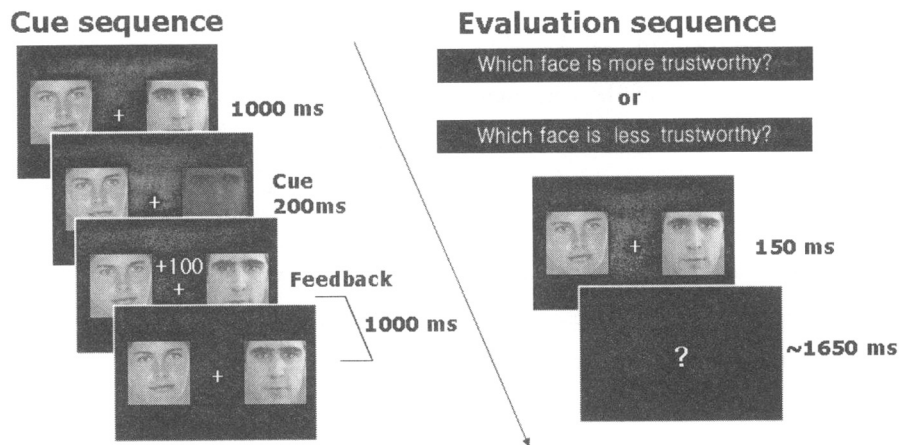 Cue sequence
+
1000 ms
+
Cue
200ms
+100
+
Feedback
1000 ms
+
Evaluation sequence
Which face is more trustworthy?
or
Which face is less trustworthy?
+
150 ms
?
~1650 ms